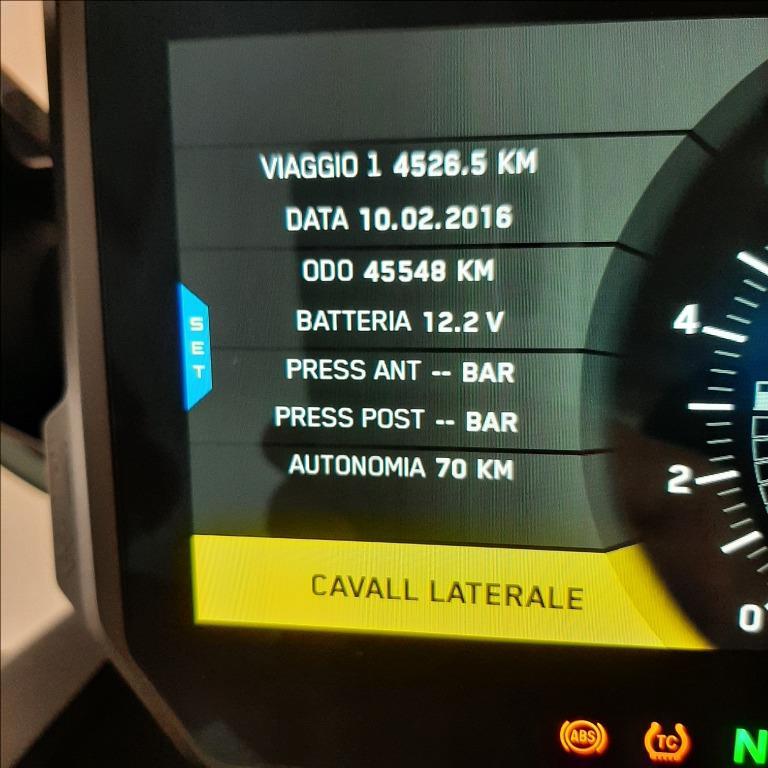 VIAGGIO 1 4526.5 KM
DATA 10.02.2016
ODO 45548 KM
BATTERIA 12.2 V
PRESS ANT -- BAR
PRESS POST -- BAR
AUTONOMIA 70 KM
SET
CAVALL LATERALE
4
2
0
ABS
TC
N